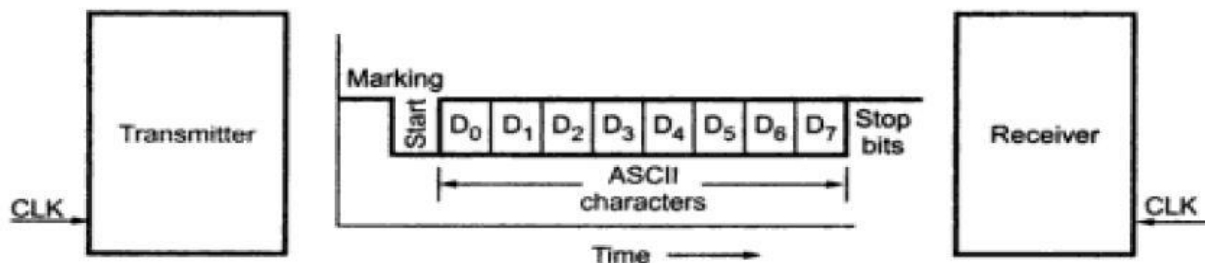 Transmitter
CLK
Marking
Start
D0 D1 D2 D3 D4 D5 D6 D7
Stop
bits
ASCII
characters
Time
Receiver
CLK